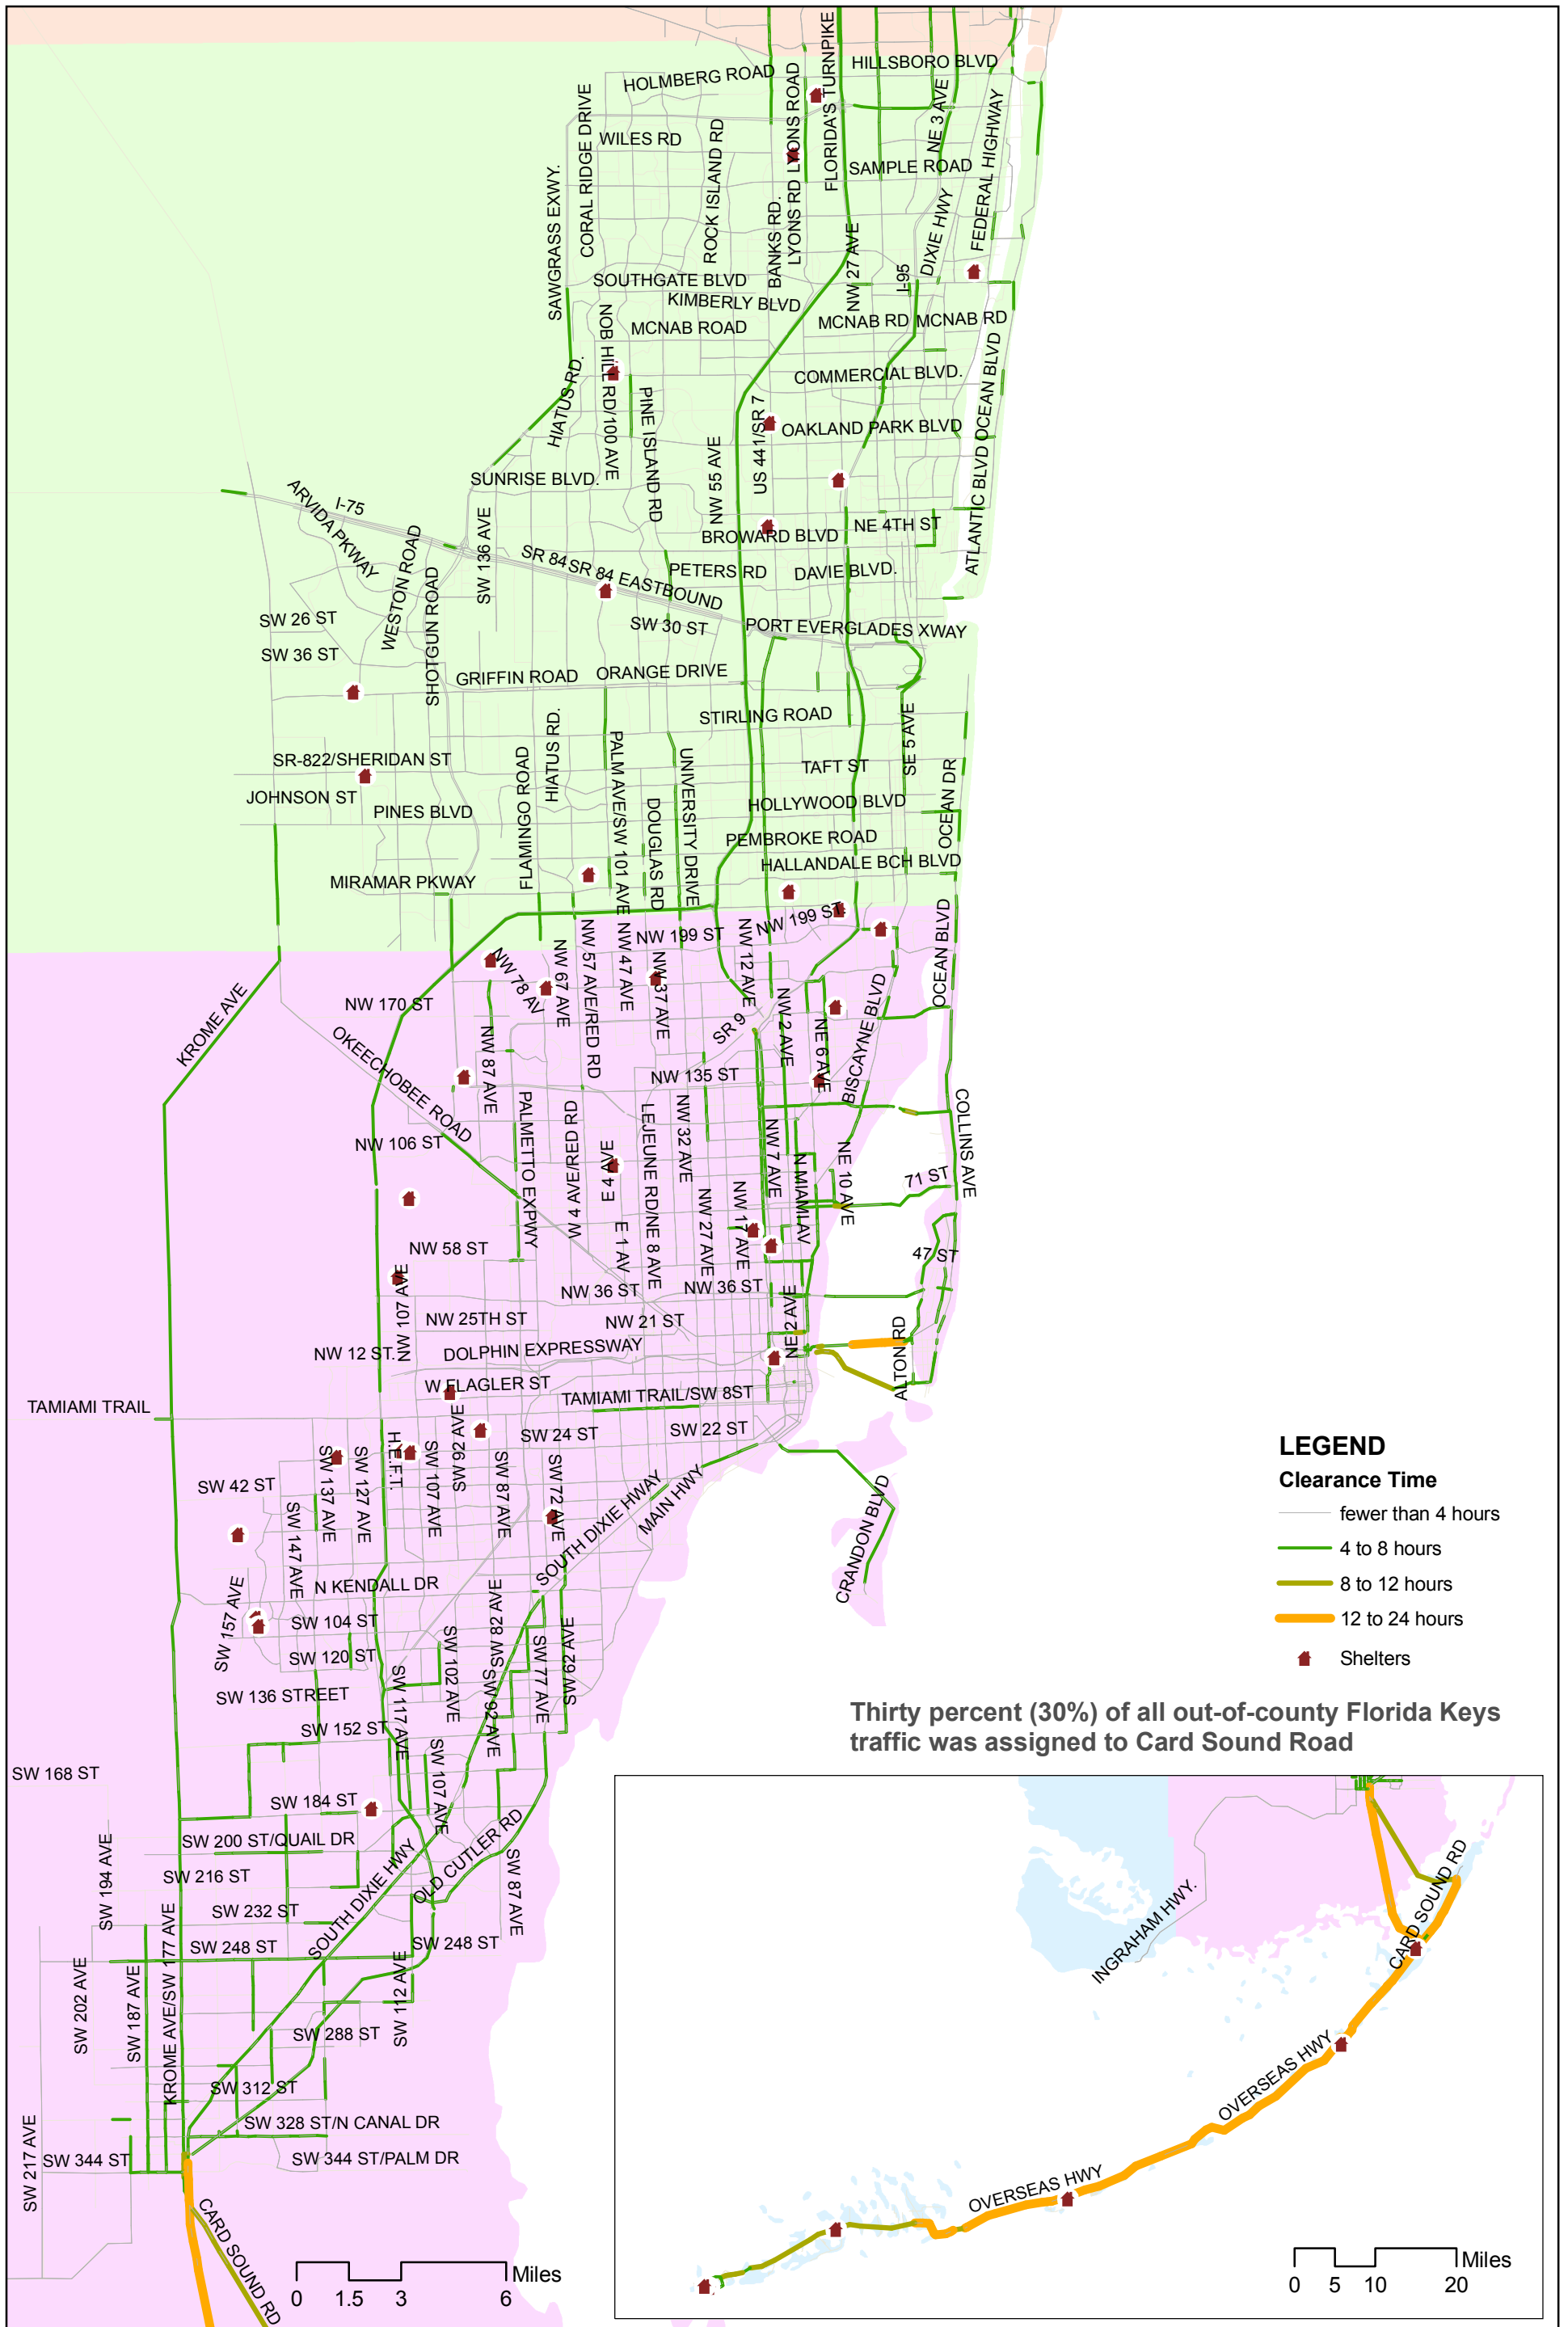 HILLSBORO BLVD
HOLMBERG ROAD
FLORIDA'S TURNPIKE
LYONS ROAD
CORAL RIDGE DRIVE
WILES RD
ROCK ISLAND RD
NE 3 AVE
SAMPLE ROAD
FEDERAL HIGHWAY
SAWGRASS EXWY.
BANKS RD.
LYONS RD
NW 27 AVE
DIXIE HWY
I-95
SOUTHGATE BLVD
KIMBERLY BLVD
MCNAB ROAD
MCNAB RD
MCNAB RD
NOB HILL RD/100 AVE
HIATUS RD.
COMMERCIAL BLVD.
ATLANTIC BLVD OCEAN BLVD
PINE ISLAND RD
US 441/SR 7
OAKLAND PARK BLVD
NW 55 AVE
SUNRISE BLVD.
ARVIDA PKWAY
I-75
SW 136 AVE
NE 4TH ST
BROWARD BLVD
SR 84
SR 84 EASTBOUND
PETERS RD
DAVIE BLVD.
WESTON ROAD
SHOTGUN ROAD
SW 26 ST
SW 30 ST
PORT EVERGLADES XWAY
SW 36 ST
GRIFFIN ROAD
ORANGE DRIVE
STIRLING ROAD
SE 5 AVE
SR-822/SHERIDAN ST
HIATUS RD.
PALM AVE/SW 101 AVE
UNIVERSITY DRIVE
TAFT ST
OCEAN DR
JOHNSON ST
PINES BLVD
FLAMINGO ROAD
DOUGLAS RD
HOLLYWOOD BLVD
PEMBROKE ROAD
HALLANDALE BCH BLVD
MIRAMAR PKWAY
NW 199 ST
NW 199 ST.
NW 12 AVE
OCEAN BLVD
NW 78 AV
NW 67 AVE
NW 57 AVE/RED RD
NW 47 AVE
NW 37 AVE
KROME AVE
NW 170 ST
OKEECHOBEE ROAD
SR 9
NW 2 AVE
NE 6 AVE
BISCAYNE BLVD
NW 87 AVE
NW 135 ST
COLLINS AVE
PALMETTO EXPWY
W 4 AVE/RED RD
LEJEUNE RD/NE 8 AVE
NW 32 AVE
NW 7 AVE
NW 106 ST
E 4 AVE
N MIAMI AV
NE 10 AVE
71 ST
NW 27 AVE
NW 17 AVE
E 1 AV
NW 58 ST
47 ST
NW 107 AVE
NW 36 ST
NW 36 ST
NW 25TH ST
NW 21 ST
NE 2 AVE
NW 12 ST.
DOLPHIN EXPRESSWAY
ALTON RD
W FLAGLER ST
TAMIAMI TRAIL/SW 8ST
TAMIAMI TRAIL
SW 92 AVE
SW 24 ST
SW 22 ST
H.E.F.T.
SW 137 AVE
SW 127 AVE
SW 107 AVE
SW 87 AVE
SW 72 AVE
SW 42 ST
SOUTH DIXIE HWAY
MAIN HWY
CRANDON BLVD
SW 147 AVE
N KENDALL DR
SW 157 AVE
SW 104 ST
SW 82 AVE
SW 62 AVE
SW 120 ST
SW 102 AVE
SW 77 AVE
SW 117 AVE
SW 92 AVE
SW 136 STREET
SW 152 ST
SW 168 ST
SW 107 AVE
SW 184 ST
SW 200 ST/QUAIL DR
SW 194 AVE
SW 216 ST
SOUTH DIXIE HWY
OLD CUTLER RD
SW 87 AVE
SW 232 ST
SW 248 ST
SW 248 ST
KROME AVE/SW 177 AVE
SW 202 AVE
SW 187 AVE
SW 112 AVE
SW 288 ST
SW 312 ST
SW 328 ST/N CANAL DR
SW 217 AVE
SW 344 ST
SW 344 ST/PALM DR
CARD SOUND RD
0 1.5 3 6 Miles
LEGEND
Clearance Time
fewer than 4 hours
4 to 8 hours
8 to 12 hours
12 to 24 hours
Shelters
Thirty percent (30%) of all out-of-county Florida Keys
traffic was assigned to Card Sound Road
INGRAHAM HWY.
CARD SOUND RD
OVERSEAS HWY
OVERSEAS HWY
0 5 10 20 Miles